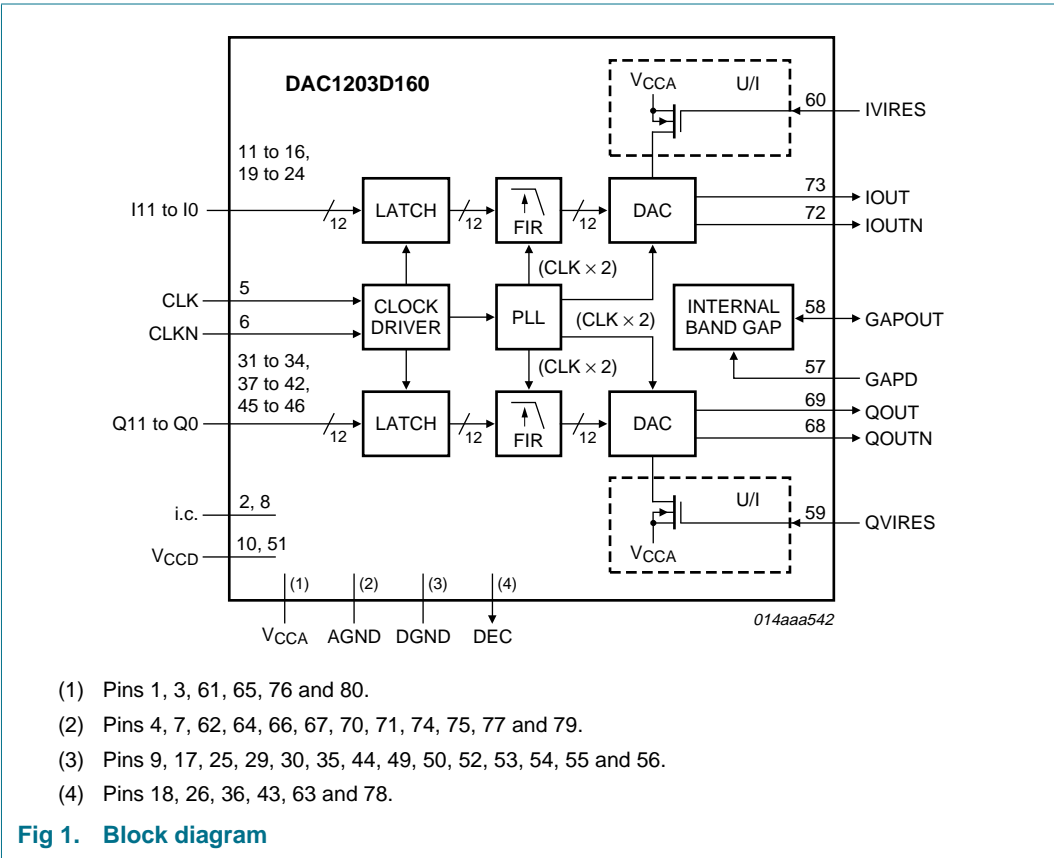 DAC1203D160
VCCA
U/I
60
IVIRES
11 to 16,
19 to 24
I11 to I0
12
LATCH
12
FIR
12
DAC
73
IOUT
72
IOUTN
(CLK × 2)
CLK
5
CLKN
6
CLOCK
DRIVER
PLL
(CLK × 2)
INTERNAL
BAND GAP
58
GAPOUT
57
GAPD
(CLK × 2)
31 to 34,
37 to 42,
45 to 46
Q11 to Q0
12
LATCH
12
FIR
12
DAC
69
QOUT
68
QOUTN
U/I
59
QVIRES
VCCA
i.c.
2, 8
VCCD
10, 51
(1)
(2)
(3)
(4)
VCCA
AGND
DGND
DEC
014aaa542
(1) Pins 1, 3, 61, 65, 76 and 80.
(2) Pins 4, 7, 62, 64, 66, 67, 70, 71, 74, 75, 77 and 79.
(3) Pins 9, 17, 25, 29, 30, 35, 44, 49, 50, 52, 53, 54, 55 and 56.
(4) Pins 18, 26, 36, 43, 63 and 78.
Fig 1. Block diagram